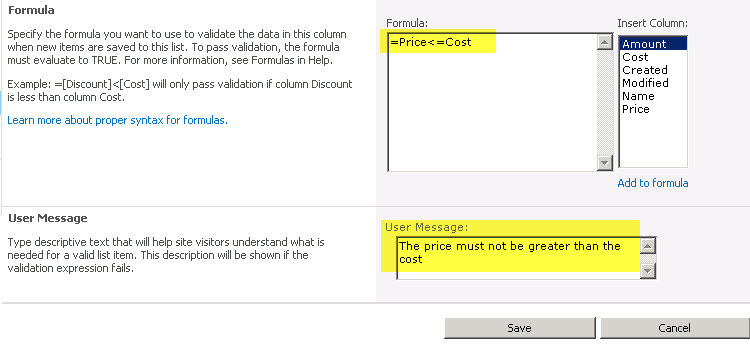 Formula
Specify the formula you want to use to validate the data in this column
when new items are saved to this list. To pass validation, the formula
must evaluate to TRUE. For more information, see Formulas in Help.
Example: =[Discount]<[Cost] will only pass validation if column Discount
is less than column Cost.
Learn more about proper syntax for formulas.
Formula:
=Price<=Cost
Insert Column:
Amount
Cost
Created
Modified
Name
Price
Add to formula
User Message
Type descriptive text that will help site visitors understand what is
needed for a valid list item. This description will be shown if the
validation expression fails.
User Message:
The price must not be greater than the
cost
Save
Cancel